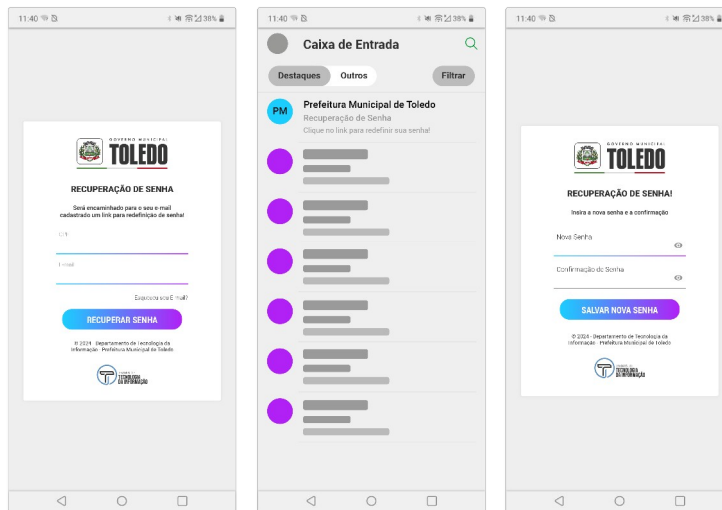 11:40
38%
GOVERNO MUNICIPAL
TOLEDO
RECUPERAÇÃO DE SENHA
Será encaminhado para o seu e-mail
cadastrado um link para redefinição de senha!
CPF
E-mail
Esqueceu seu E-mail?
RECUPERAR SENHA
© 2024 - Departamento de Tecnologia da
Informação - Prefeitura Municipal de Toledo
TECNOLOGIA
DA INFORMAÇÃO
11:40
38%
Caixa de Entrada
Destaques
Outros
Filtrar
PM
Prefeitura Municipal de Toledo
Recuperação de Senha
Clique no link para redefinir sua senha!
11:40
38%
GOVERNO MUNICIPAL
TOLEDO
RECUPERAÇÃO DE SENHA!
Insira a nova senha e a confirmação
Nova Senha
Confirmação de Senha
SALVAR NOVA SENHA
© 2024 - Departamento de Tecnologia da
Informação - Prefeitura Municipal de Toledo
TECNOLOGIA
DA INFORMAÇÃO